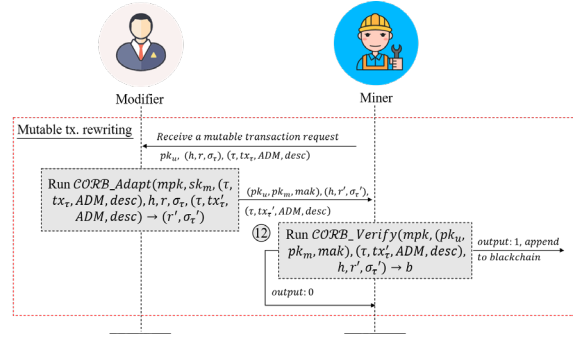 Modifier
Miner
Mutable tx. rewriting
Receive a mutable transaction request
pk_u, (h, r, σ_τ), (τ, tx_τ, ADM, desc)
Run CORB_Adapt(mpk, sk_m, (τ,
tx_τ, ADM, desc), h, r, σ_τ, (τ, tx_τ′,
ADM, desc) → (r′, σ_τ′)
(pk_u, pk_m, mak), (h, r′, σ_τ′),
(τ, tx_τ′, ADM, desc)
⑫
Run CORB_Verify(mpk, (pk_u,
pk_m, mak), (τ, tx_τ′, ADM, desc),
h, r′, σ_τ′) → b
output: 1, append
to blockchain
output: 0